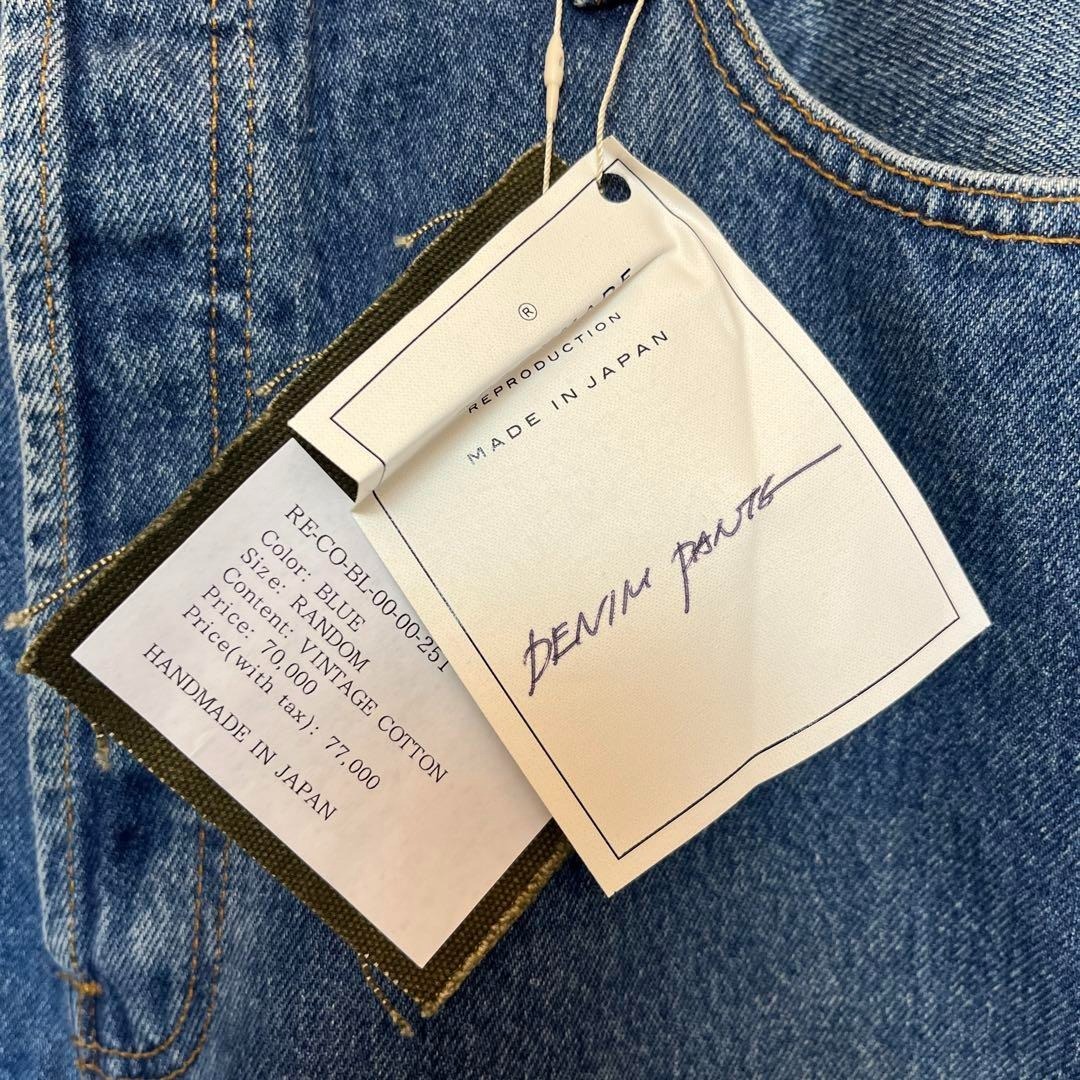 ®
REPRODUCTION
MADE IN JAPAN
DENIM PANTS
RE-CO-BL-00-00-251
Color: BLUE
Size: RANDOM
Content: VINTAGE COTTON
Price: 70,000
Price(with tax): 77,000
HANDMADE IN JAPAN